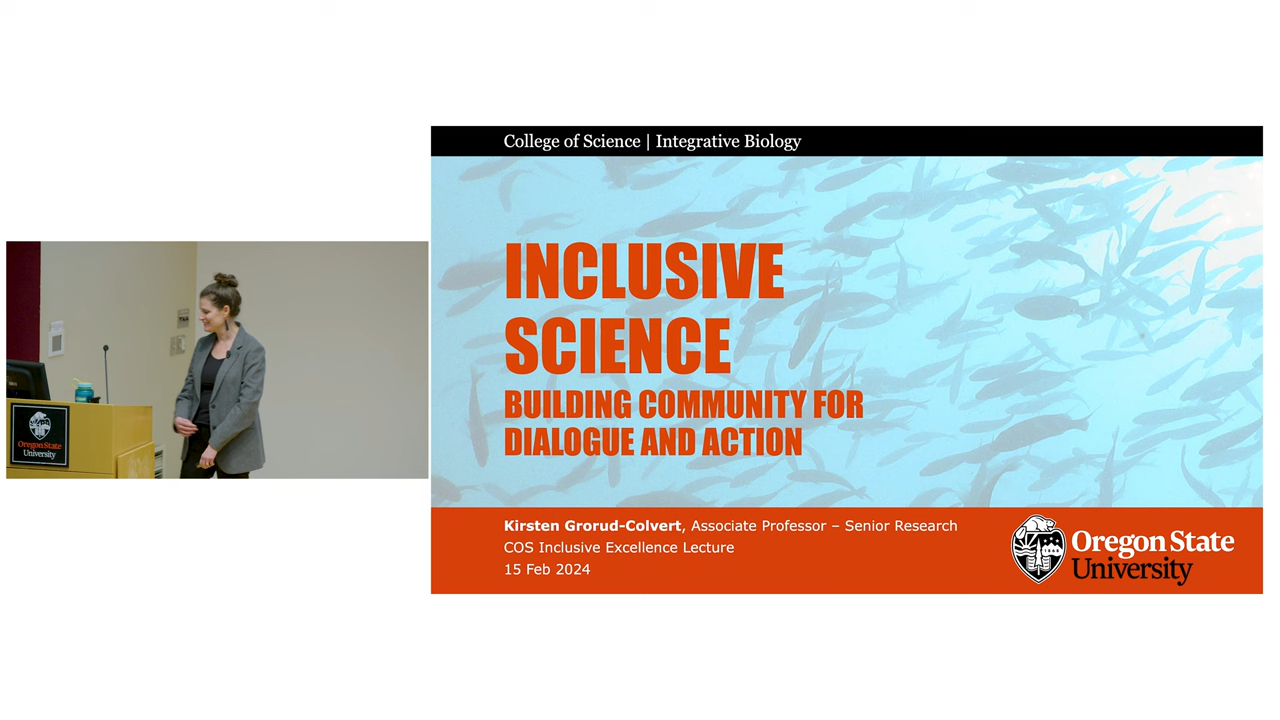 College of Science | Integrative Biology
INCLUSIVE
SCIENCE
BUILDING COMMUNITY FOR
DIALOGUE AND ACTION
Kirsten Grorud-Colvert, Associate Professor – Senior Research
COS Inclusive Excellence Lecture
15 Feb 2024
Oregon State
University
Oregon State
University